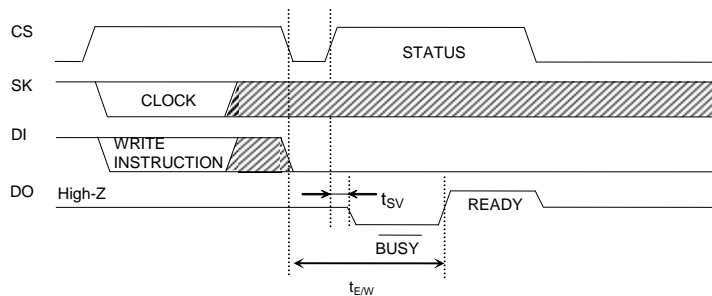 CS
STATUS
SK
CLOCK
DI
WRITE
INSTRUCTION
DO
High-Z
tSV
READY
BUSY
tE/W